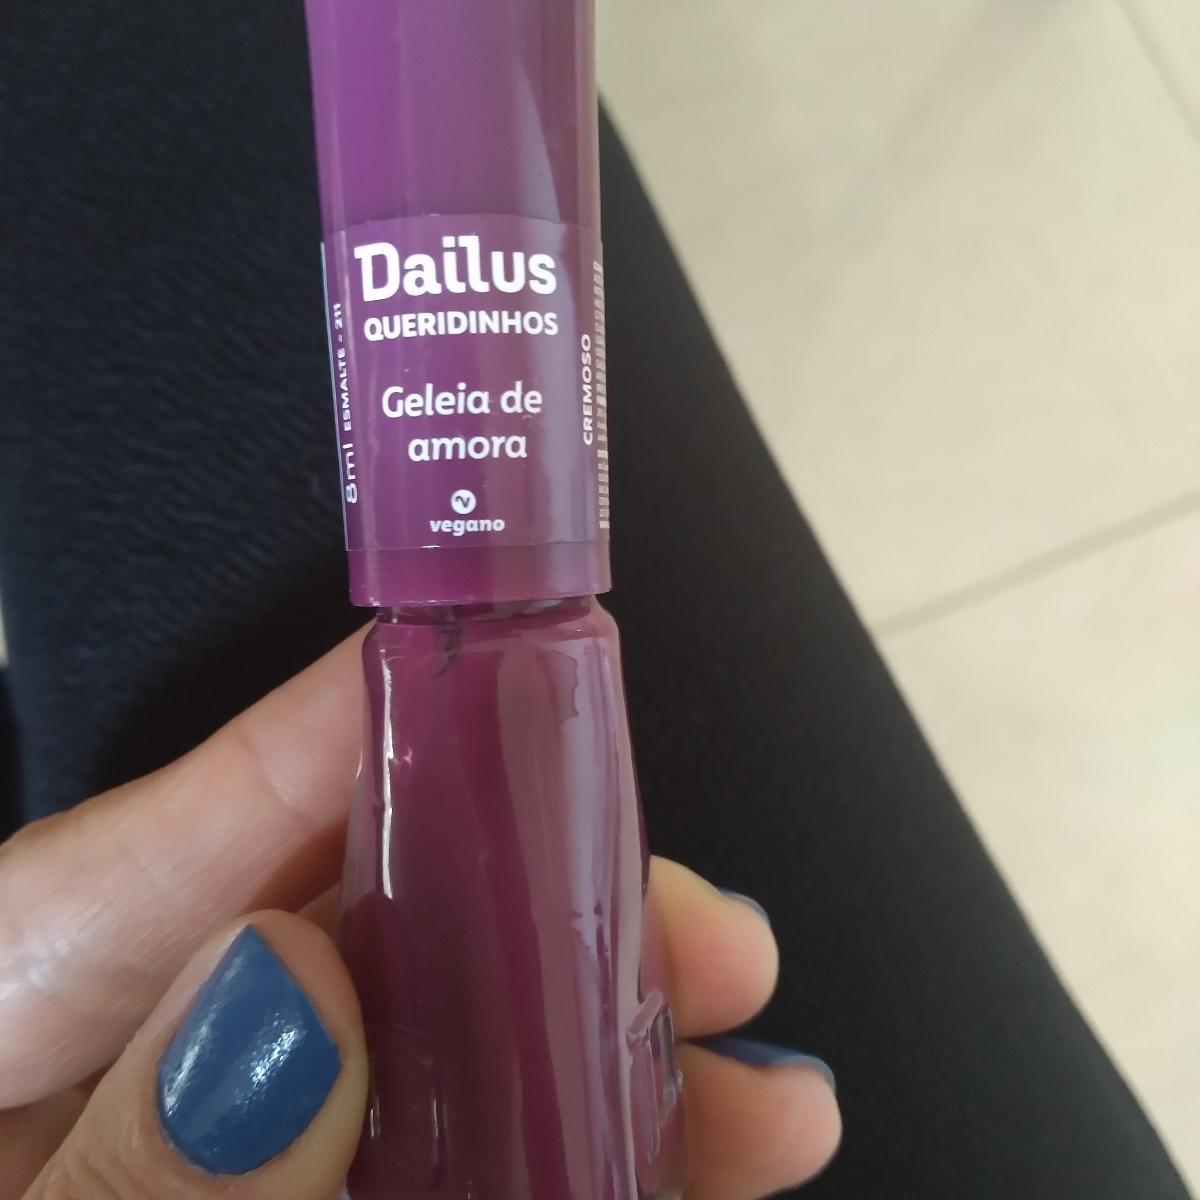 Dailus
QUERIDINHOS
Geleia de
amora
vegano
8ml ESMALTE - 211
CREMOSO